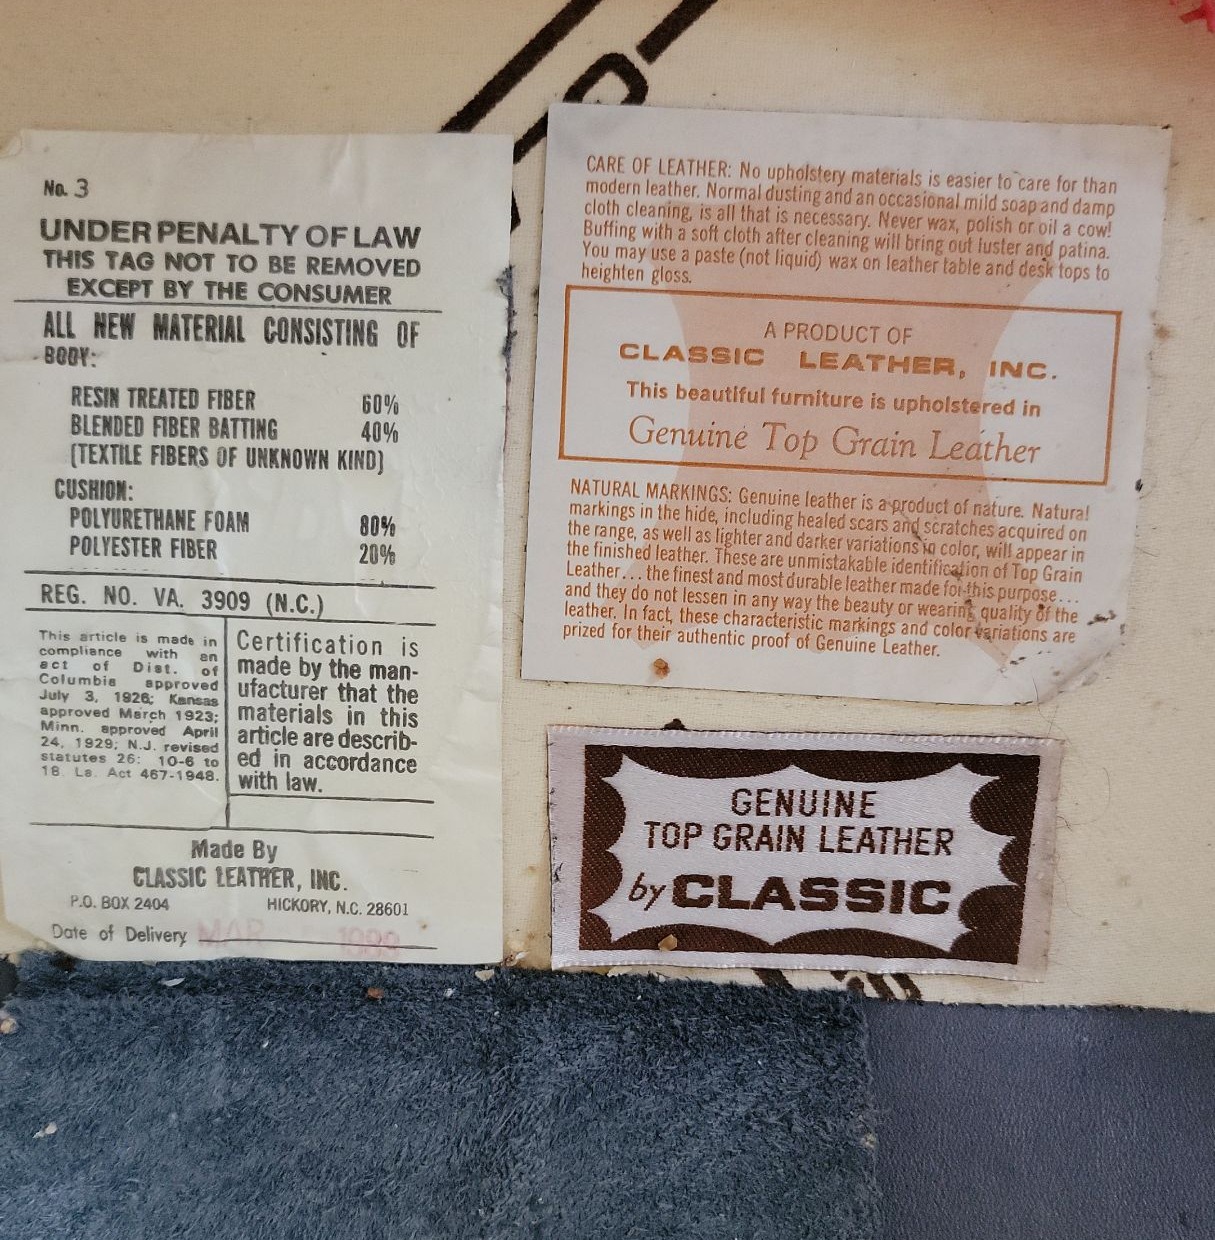 No. 3
UNDER PENALTY OF LAW
THIS TAG NOT TO BE REMOVED
EXCEPT BY THE CONSUMER
ALL NEW MATERIAL CONSISTING OF
BODY:
RESIN TREATED FIBER 60%
BLENDED FIBER BATTING 40%
(TEXTILE FIBERS OF UNKNOWN KIND)
CUSHION:
POLYURETHANE FOAM 80%
POLYESTER FIBER 20%
REG. NO. VA. 3909 (N.C.)
This article is made in
compliance with an
act of Dist. of
Columbia approved
July 3, 1926; Kansas
approved March 1923;
Minn. approved April
24, 1929; N.J. revised
statutes 26: 10-6 to
18 La. Act 467-1948.
Certification is
made by the man-
ufacturer that the
materials in this
article are describ-
ed in accordance
with law.
Made By
CLASSIC LEATHER, INC.
P.O. BOX 2404 HICKORY, N.C. 28601
Date of Delivery MAR
CARE OF LEATHER: No upholstery materials is easier to care for than
modern leather. Normal dusting and an occasional mild soap and damp
cloth cleaning, is all that is necessary. Never wax, polish or oil a cow!
Buffing with a soft cloth after cleaning will bring out luster and patina.
You may use a paste (not liquid) wax on leather table and desk tops to
heighten gloss.
A PRODUCT OF
CLASSIC LEATHER, INC.
This beautiful furniture is upholstered in
Genuine Top Grain Leather
NATURAL MARKINGS: Genuine leather is a product of nature. Natural
markings in the hide, including healed scars and scratches acquired on
the range, as well as lighter and darker variations in color, will appear in
the finished leather. These are unmistakable identification of Top Grain
Leather... the finest and most durable leather made for this purpose...
and they do not lessen in any way the beauty or wearing quality of the
leather. In fact, these characteristic markings and color variations are
prized for their authentic proof of Genuine Leather.
GENUINE
TOP GRAIN LEATHER
by CLASSIC